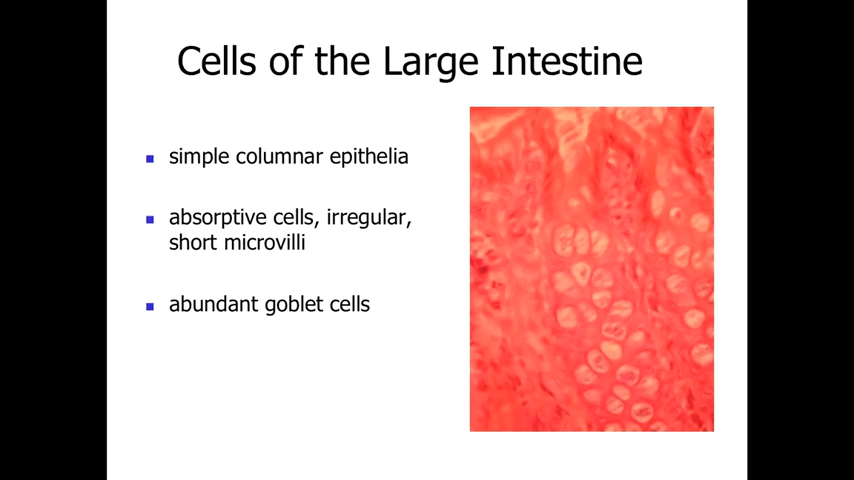 Cells of the Large Intestine
simple columnar epithelia
absorptive cells, irregular,
short microvilli
abundant goblet cells